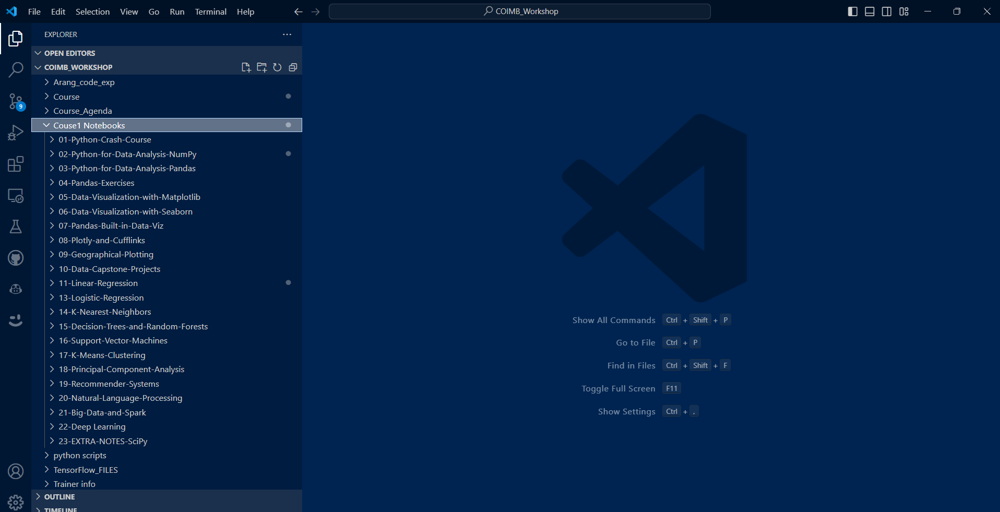 File Edit Selection View Go Run Terminal Help
COIMB_Workshop
EXPLORER
OPEN EDITORS
COIMB_WORKSHOP
Arang_code_exp
Course
Course_Agenda
Couse1 Notebooks
01-Python-Crash-Course
02-Python-for-Data-Analysis-NumPy
03-Python-for-Data-Analysis-Pandas
04-Pandas-Exercises
05-Data-Visualization-with-Matplotlib
06-Data-Visualization-with-Seaborn
07-Pandas-Built-in-Data-Viz
08-Plotly-and-Cufflinks
09-Geographical-Plotting
10-Data-Capstone-Projects
11-Linear-Regression
13-Logistic-Regression
14-K-Nearest-Neighbors
15-Decision-Trees-and-Random-Forests
16-Support-Vector-Machines
17-K-Means-Clustering
18-Principal-Component-Analysis
19-Recommender-Systems
20-Natural-Language-Processing
21-Big-Data-and-Spark
22-Deep Learning
23-EXTRA-NOTES-SciPy
python scripts
TensorFlow_FILES
Trainer info
OUTLINE
TIMELINE
9
Show All Commands Ctrl + Shift + P
Go to File Ctrl + P
Find in Files Ctrl + Shift + F
Toggle Full Screen F11
Show Settings Ctrl + ,